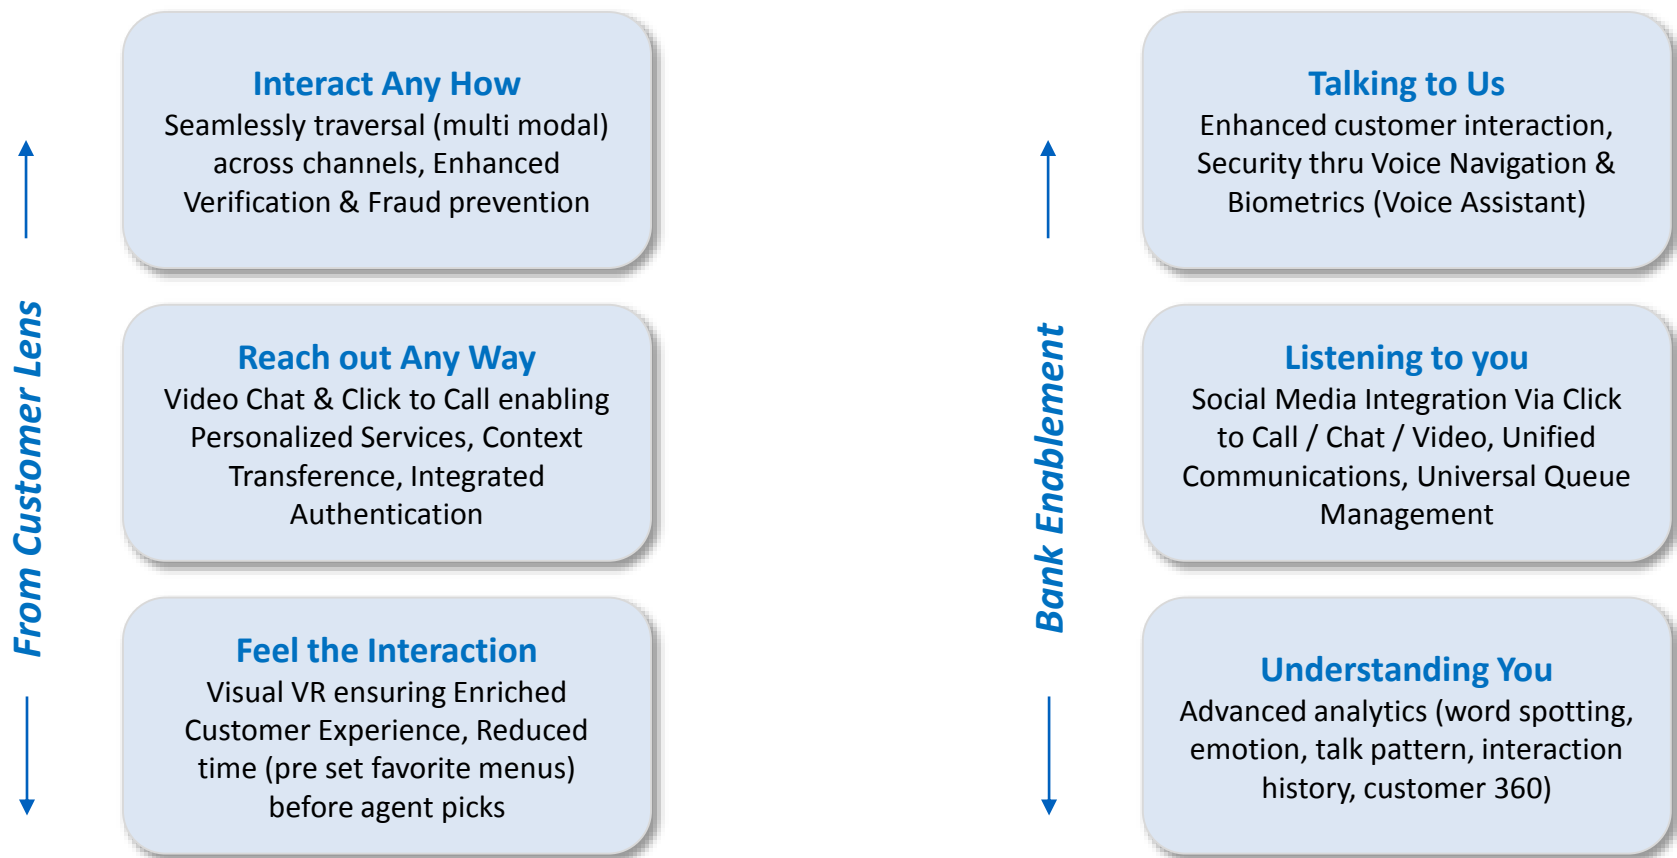 From Customer Lens
Interact Any How
Seamlessly traversal (multi modal)
across channels, Enhanced
Verification & Fraud prevention
Reach out Any Way
Video Chat & Click to Call enabling
Personalized Services, Context
Transference, Integrated
Authentication
Feel the Interaction
Visual VR ensuring Enriched
Customer Experience, Reduced
time (pre set favorite menus)
before agent picks
Bank Enablement
Talking to Us
Enhanced customer interaction,
Security thru Voice Navigation &
Biometrics (Voice Assistant)
Listening to you
Social Media Integration Via Click
to Call / Chat / Video, Unified
Communications, Universal Queue
Management
Understanding You
Advanced analytics (word spotting,
emotion, talk pattern, interaction
history, customer 360)